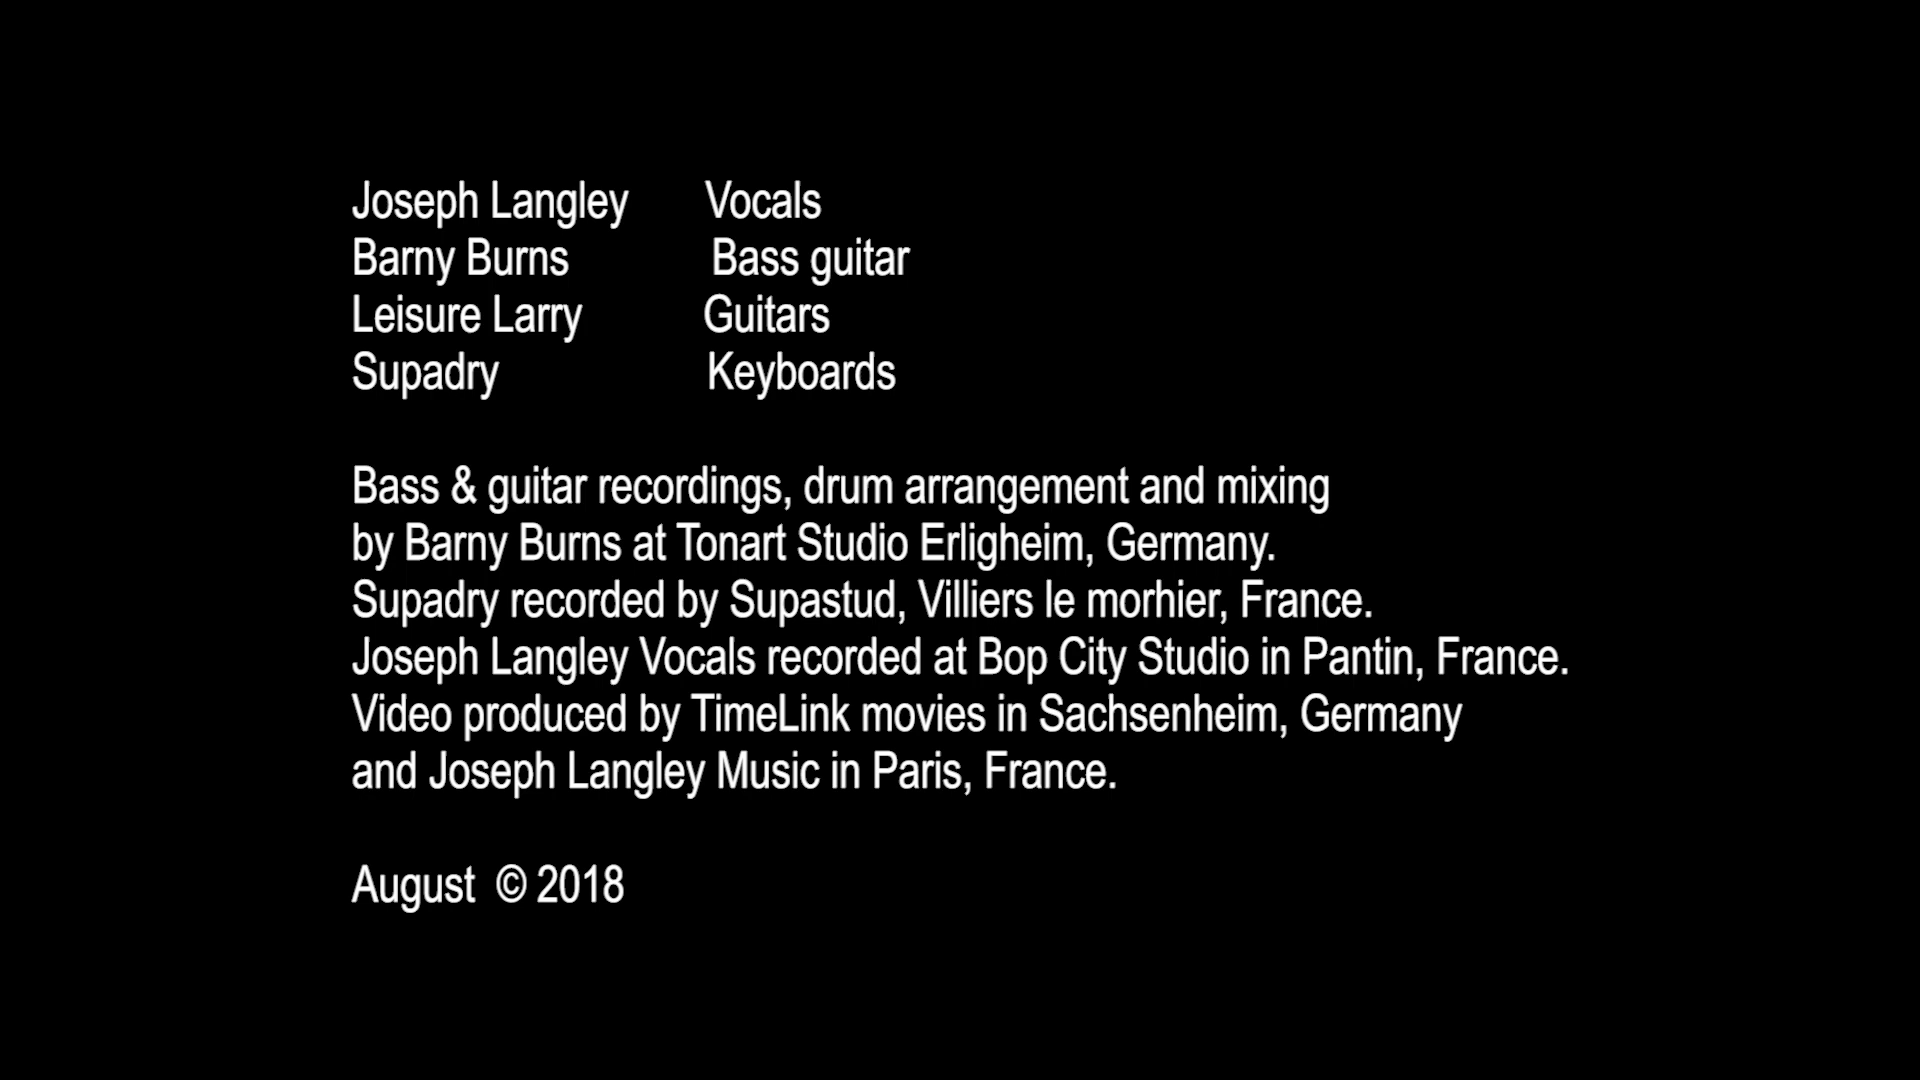 Joseph Langley Vocals
Barny Burns Bass guitar
Leisure Larry Guitars
Supadry Keyboards
Bass & guitar recordings, drum arrangement and mixing
by Barny Burns at Tonart Studio Erligheim, Germany.
Supadry recorded by Supastud, Villiers le morhier, France.
Joseph Langley Vocals recorded at Bop City Studio in Pantin, France.
Video produced by TimeLink movies in Sachsenheim, Germany
and Joseph Langley Music in Paris, France.
August © 2018